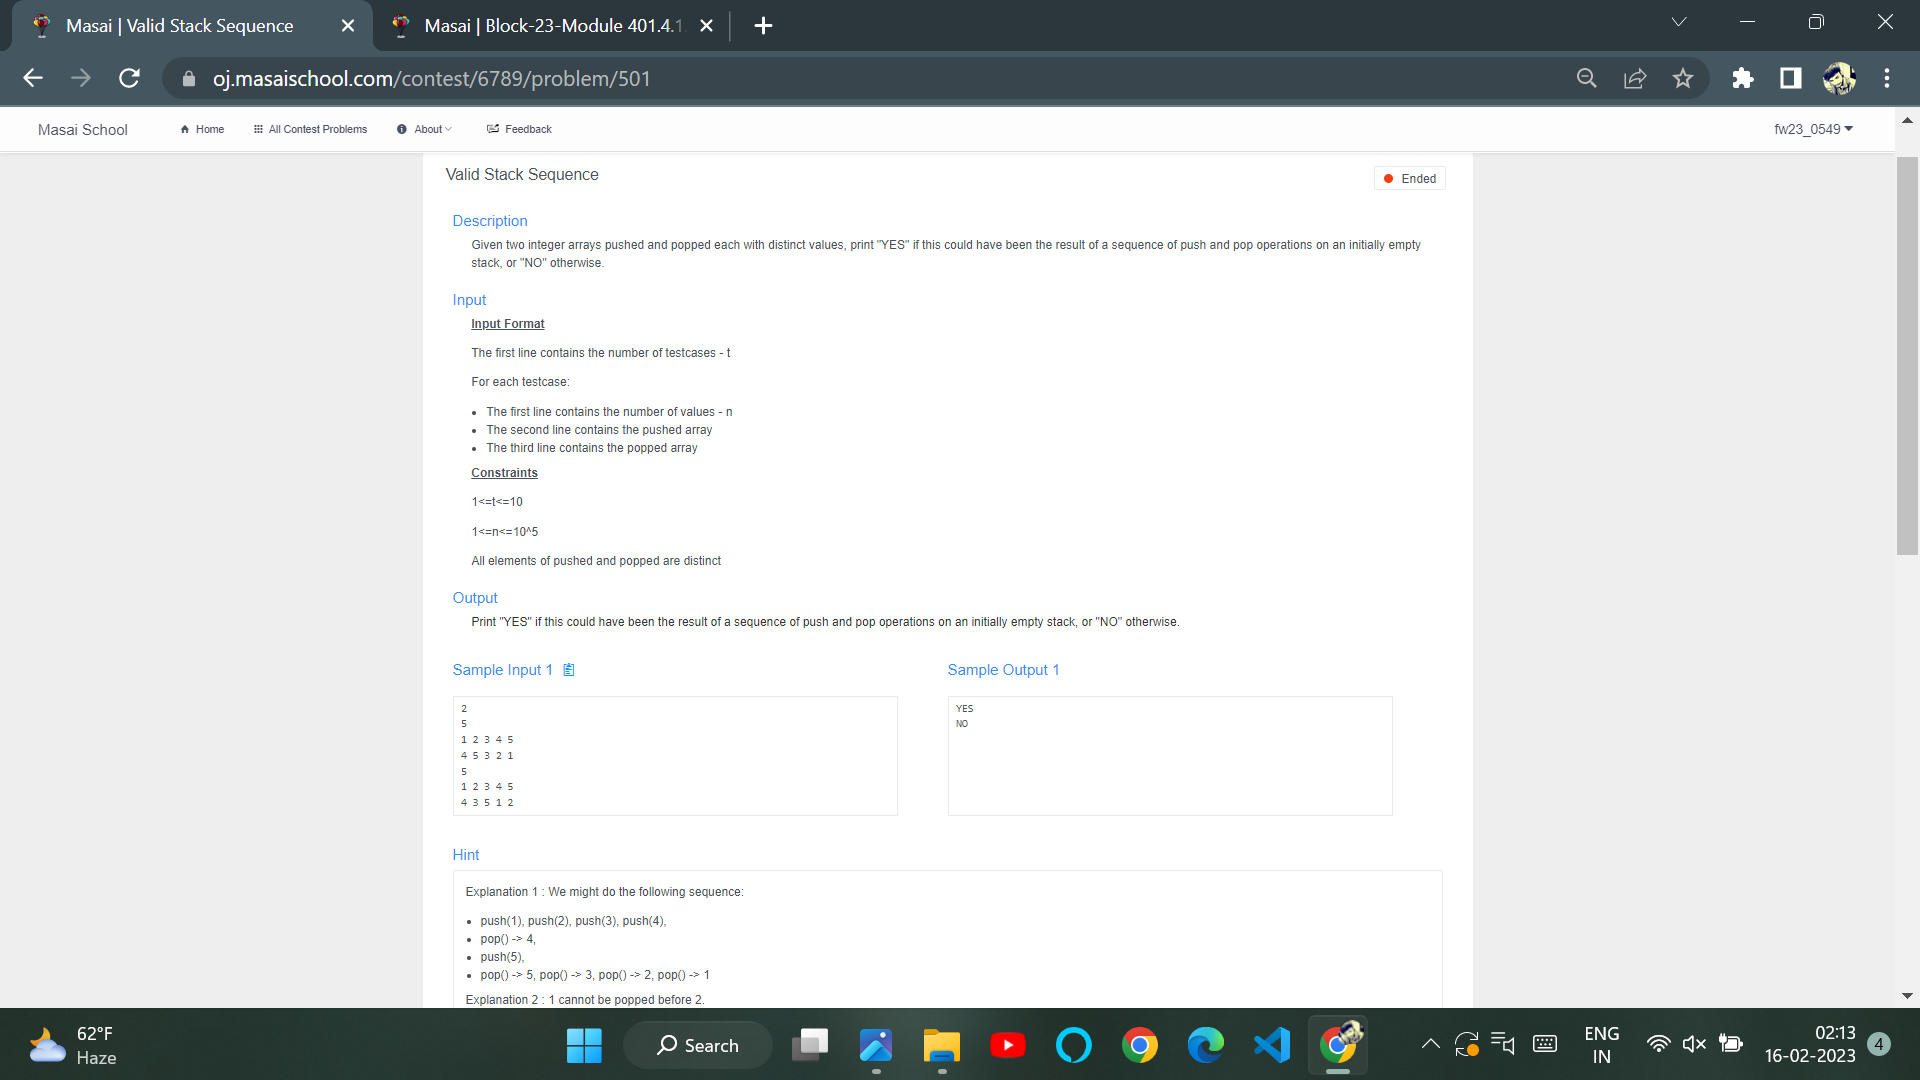 Masai | Valid Stack Sequence
Masai | Block-23-Module 401.4.1
oj.masaischool.com/contest/6789/problem/501
Masai School
Home
All Contest Problems
About
Feedback
fw23_0549
Valid Stack Sequence
Ended
Description
Given two integer arrays pushed and popped each with distinct values, print "YES" if this could have been the result of a sequence of push and pop operations on an initially empty
stack, or "NO" otherwise.
Input
Input Format
The first line contains the number of testcases - t
For each testcase:
• The first line contains the number of values - n
• The second line contains the pushed array
• The third line contains the popped array
Constraints
1<=t<=10
1<=n<=10^5
All elements of pushed and popped are distinct
Output
Print "YES" if this could have been the result of a sequence of push and pop operations on an initially empty stack, or "NO" otherwise.
Sample Input 1
2
5
1 2 3 4 5
4 5 3 2 1
5
1 2 3 4 5
4 3 5 1 2
Sample Output 1
YES
NO
Hint
Explanation 1 : We might do the following sequence:
• push(1), push(2), push(3), push(4),
• pop() -> 4,
• push(5),
• pop() -> 5, pop() -> 3, pop() -> 2, pop() -> 1
Explanation 2 : 1 cannot be popped before 2.
62°F
Haze
Search
ENG
IN
02:13
16-02-2023
4